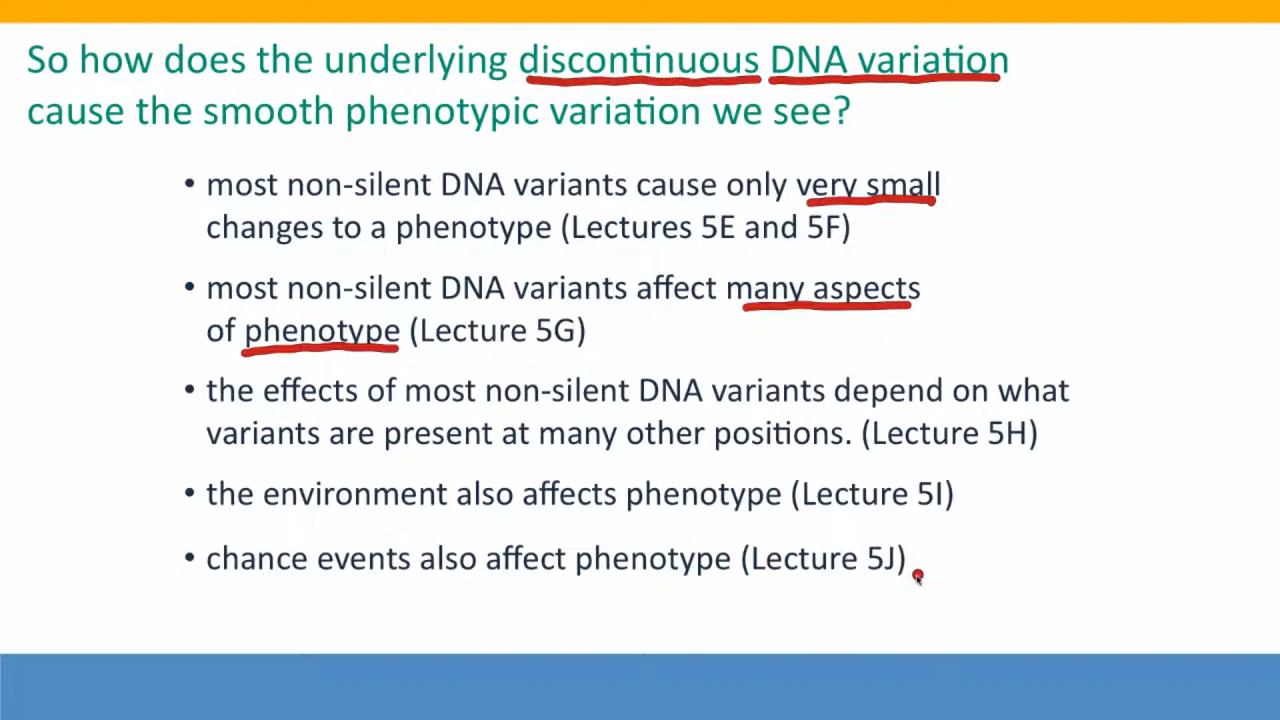 So how does the underlying discontinuous DNA variation
cause the smooth phenotypic variation we see?
• most non-silent DNA variants cause only very small
changes to a phenotype (Lectures 5E and 5F)
• most non-silent DNA variants affect many aspects
of phenotype (Lecture 5G)
• the effects of most non-silent DNA variants depend on what
variants are present at many other positions. (Lecture 5H)
• the environment also affects phenotype (Lecture 5I)
• chance events also affect phenotype (Lecture 5J)